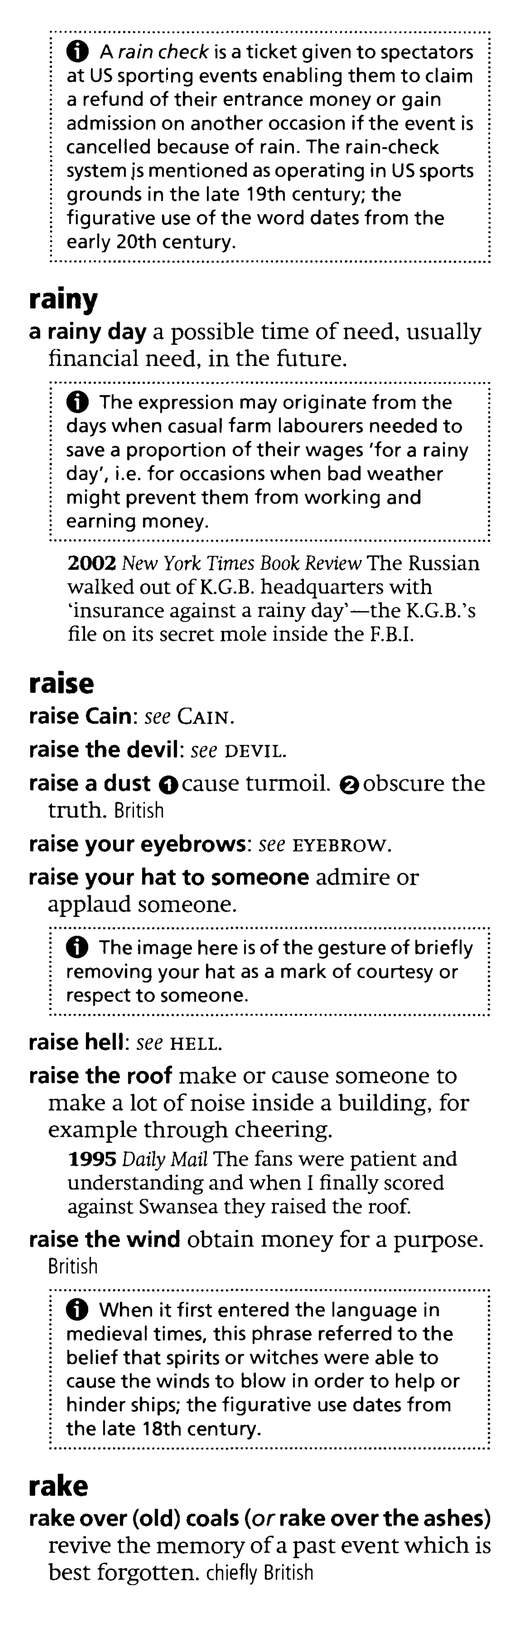 A rain check is a ticket given to spectators
at US sporting events enabling them to claim
a refund of their entrance money or gain
admission on another occasion if the event is
cancelled because of rain. The rain-check
system is mentioned as operating in US sports
grounds in the late 19th century; the
figurative use of the word dates from the
early 20th century.
rainy
a rainy day a possible time of need, usually
financial need, in the future.
The expression may originate from the
days when casual farm labourers needed to
save a proportion of their wages ‘for a rainy
day’, i.e. for occasions when bad weather
might prevent them from working and
earning money.
2002 New York Times Book Review The Russian
walked out of K.G.B. headquarters with
‘insurance against a rainy day’—the K.G.B.’s
file on its secret mole inside the F.B.I.
raise
raise Cain: see CAIN.
raise the devil: see DEVIL.
raise a dust ❶ cause turmoil. ❷ obscure the
truth. British
raise your eyebrows: see EYEBROW.
raise your hat to someone admire or
applaud someone.
The image here is of the gesture of briefly
removing your hat as a mark of courtesy or
respect to someone.
raise hell: see HELL.
raise the roof make or cause someone to
make a lot of noise inside a building, for
example through cheering.
1995 Daily Mail The fans were patient and
understanding and when I finally scored
against Swansea they raised the roof.
raise the wind obtain money for a purpose.
British
When it first entered the language in
medieval times, this phrase referred to the
belief that spirits or witches were able to
cause the winds to blow in order to help or
hinder ships; the figurative use dates from
the late 18th century.
rake
rake over (old) coals (or rake over the ashes)
revive the memory of a past event which is
best forgotten. chiefly British